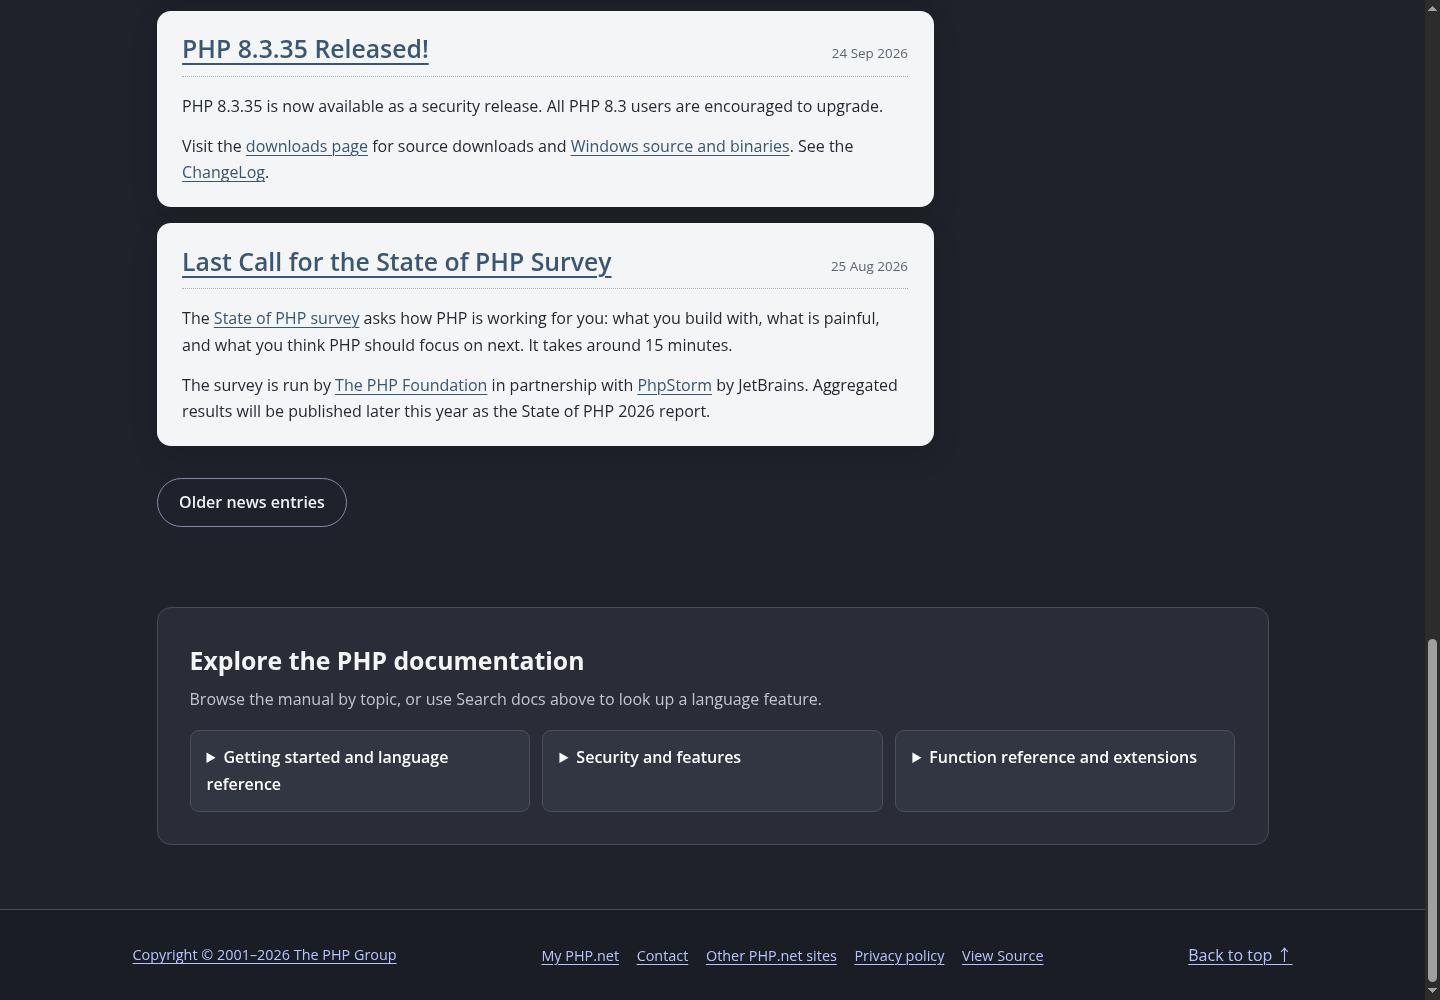 PHP 8.3.35 Released!
24 Sep 2026
PHP 8.3.35 is now available as a security release. All PHP 8.3 users are encouraged to upgrade.
Visit the downloads page for source downloads and Windows source and binaries. See the
ChangeLog.
Last Call for the State of PHP Survey
25 Aug 2026
The State of PHP survey asks how PHP is working for you: what you build with, what is painful,
and what you think PHP should focus on next. It takes around 15 minutes.
The survey is run by The PHP Foundation in partnership with PhpStorm by JetBrains. Aggregated
results will be published later this year as the State of PHP 2026 report.
Older news entries
Explore the PHP documentation
Browse the manual by topic, or use Search docs above to look up a language feature.
▶ Getting started and language
reference
▶ Security and features
▶ Function reference and extensions
Copyright © 2001–2026 The PHP Group
My PHP.net Contact Other PHP.net sites Privacy policy View Source
Back to top ↑